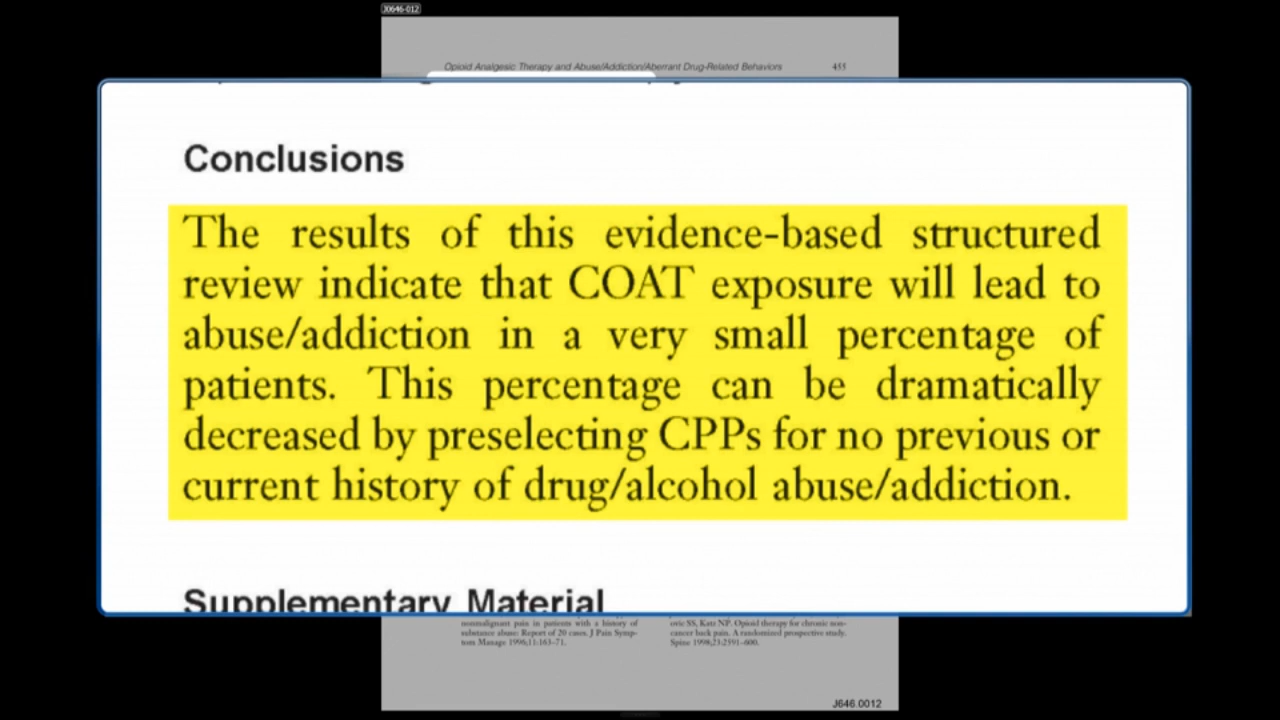 J0646-012
Opioid Analgesic Therapy and Abuse/Addiction/Aberrant Drug-Related Behaviors 455
Conclusions
The results of this evidence-based structured
review indicate that COAT exposure will lead to
abuse/addiction in a very small percentage of
patients. This percentage can be dramatically
decreased by preselecting CPPs for no previous or
current history of drug/alcohol abuse/addiction.
Supplementary Material
nonmalignant pain in patients with a history of
substance abuse: Report of 20 cases. J Pain Symp-
tom Manage 1996;11:163–71.
ovic SS, Katz NP. Opioid therapy for chronic non-
cancer back pain. A randomized prospective study.
Spine 1998;23:2591–600.
J646.0012